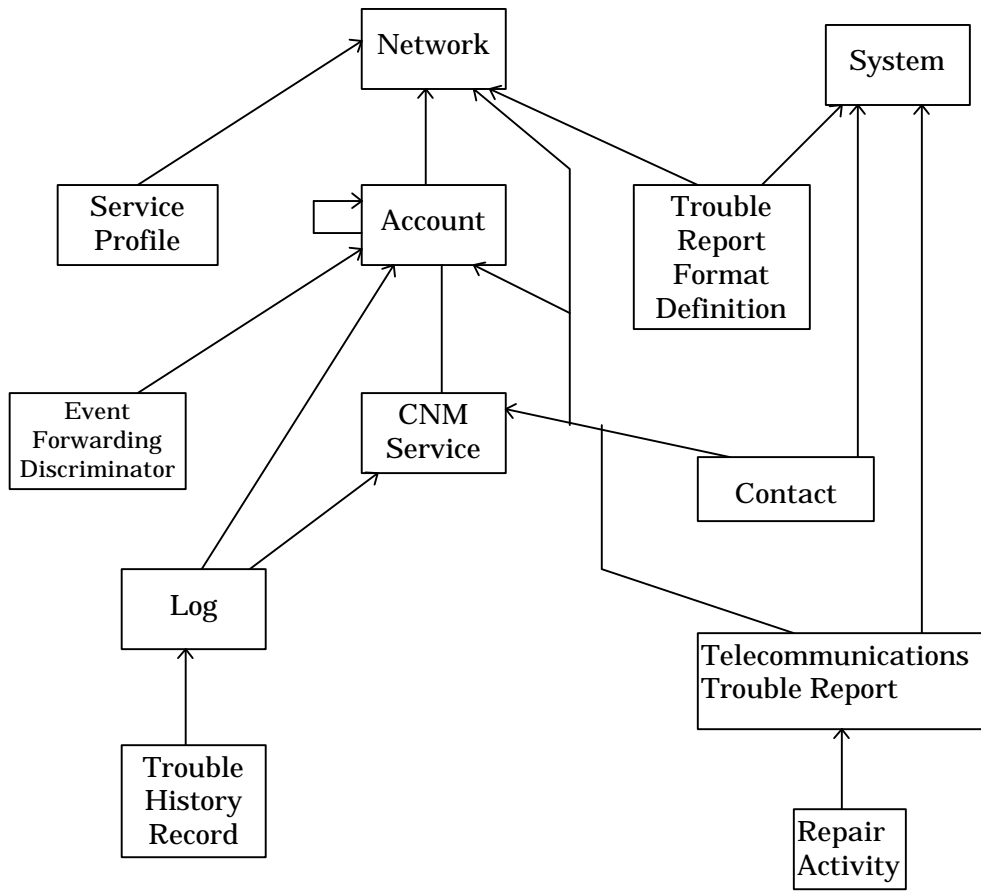 Network
System
Service
Profile
Account
Trouble
Report
Format
Definition
Event
Forwarding
Discriminator
CNM
Service
Contact
Log
Telecommunications
Trouble Report
Trouble
History
Record
Repair
Activity